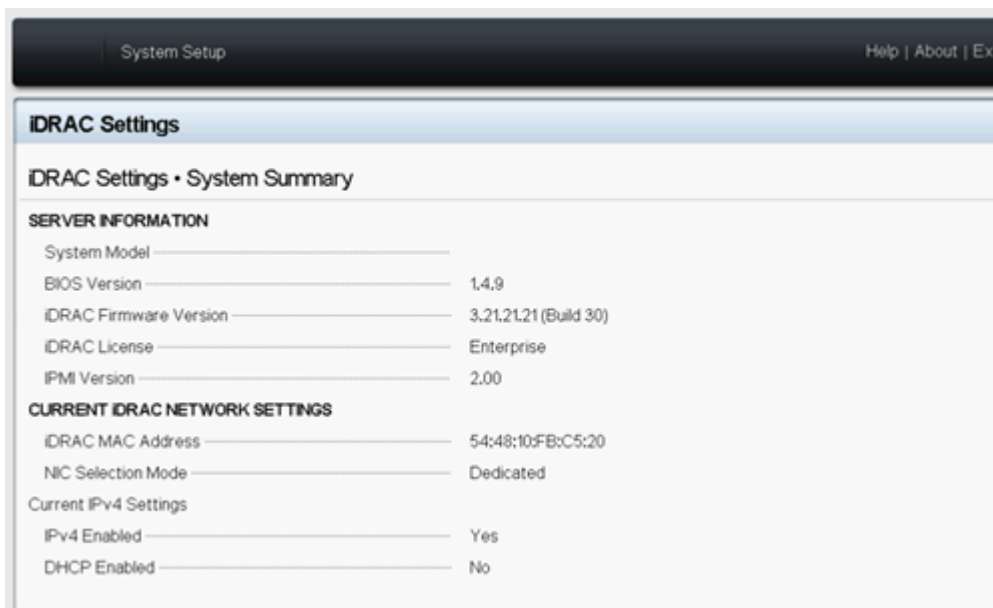 System Setup
Help | About | Ex
iDRAC Settings
iDRAC Settings • System Summary
SERVER INFORMATION
System Model
BIOS Version 1.4.9
iDRAC Firmware Version 3.21.21.21 (Build 30)
iDRAC License Enterprise
IPMI Version 2.00
CURRENT iDRAC NETWORK SETTINGS
iDRAC MAC Address 54:48:10:FB:C5:20
NIC Selection Mode Dedicated
Current IPv4 Settings
IPv4 Enabled Yes
DHCP Enabled No